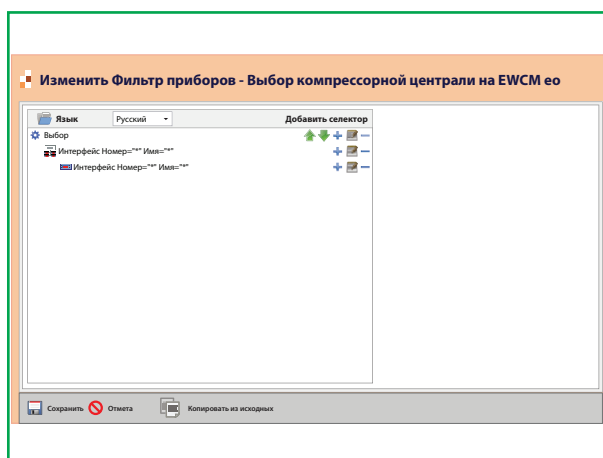 Изменить Фильтр приборов - Выбор компрессорной централи на EWCM eo
Язык Русский Добавить селектор
Выбор
Интерфейс Номер="*" Имя="*"
Интерфейс Номер="*" Имя="*"
Сохранить Отмета Копировать из исходных